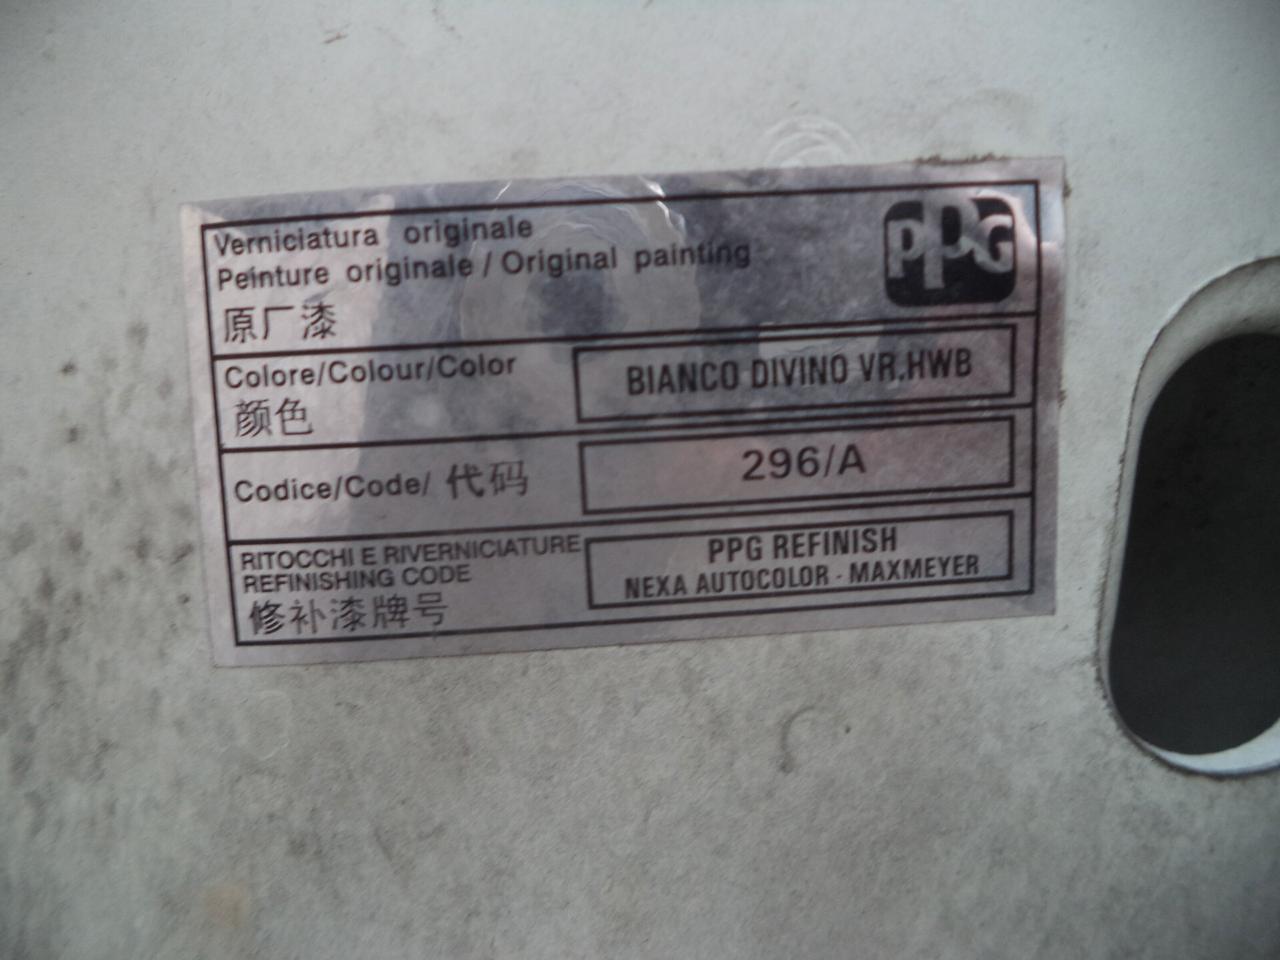 Verniciatura originale
Peinture originale / Original painting
原厂漆
PPG
Colore/Colour/Color
颜色
BIANCO DIVINO VR.HWB
Codice/Code/ 代码
296/A
RITOCCHI E RIVERNICIATURE
REFINISHING CODE
修补漆牌号
PPG REFINISH
NEXA AUTOCOLOR - MAXMEYER